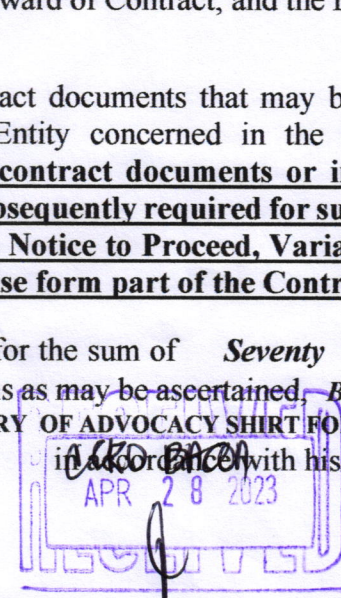 ward of Contract, and the
act documents that may b
Entity concerned in the
contract documents or i
bsequently required for su
Notice to Proceed, Varia
se form part of the Contr
for the sum of Seventy
s as may be ascertained, B
RY OF ADVOCACY SHIRT FO
in accordance with his
APR 28 2023
RECEIVED